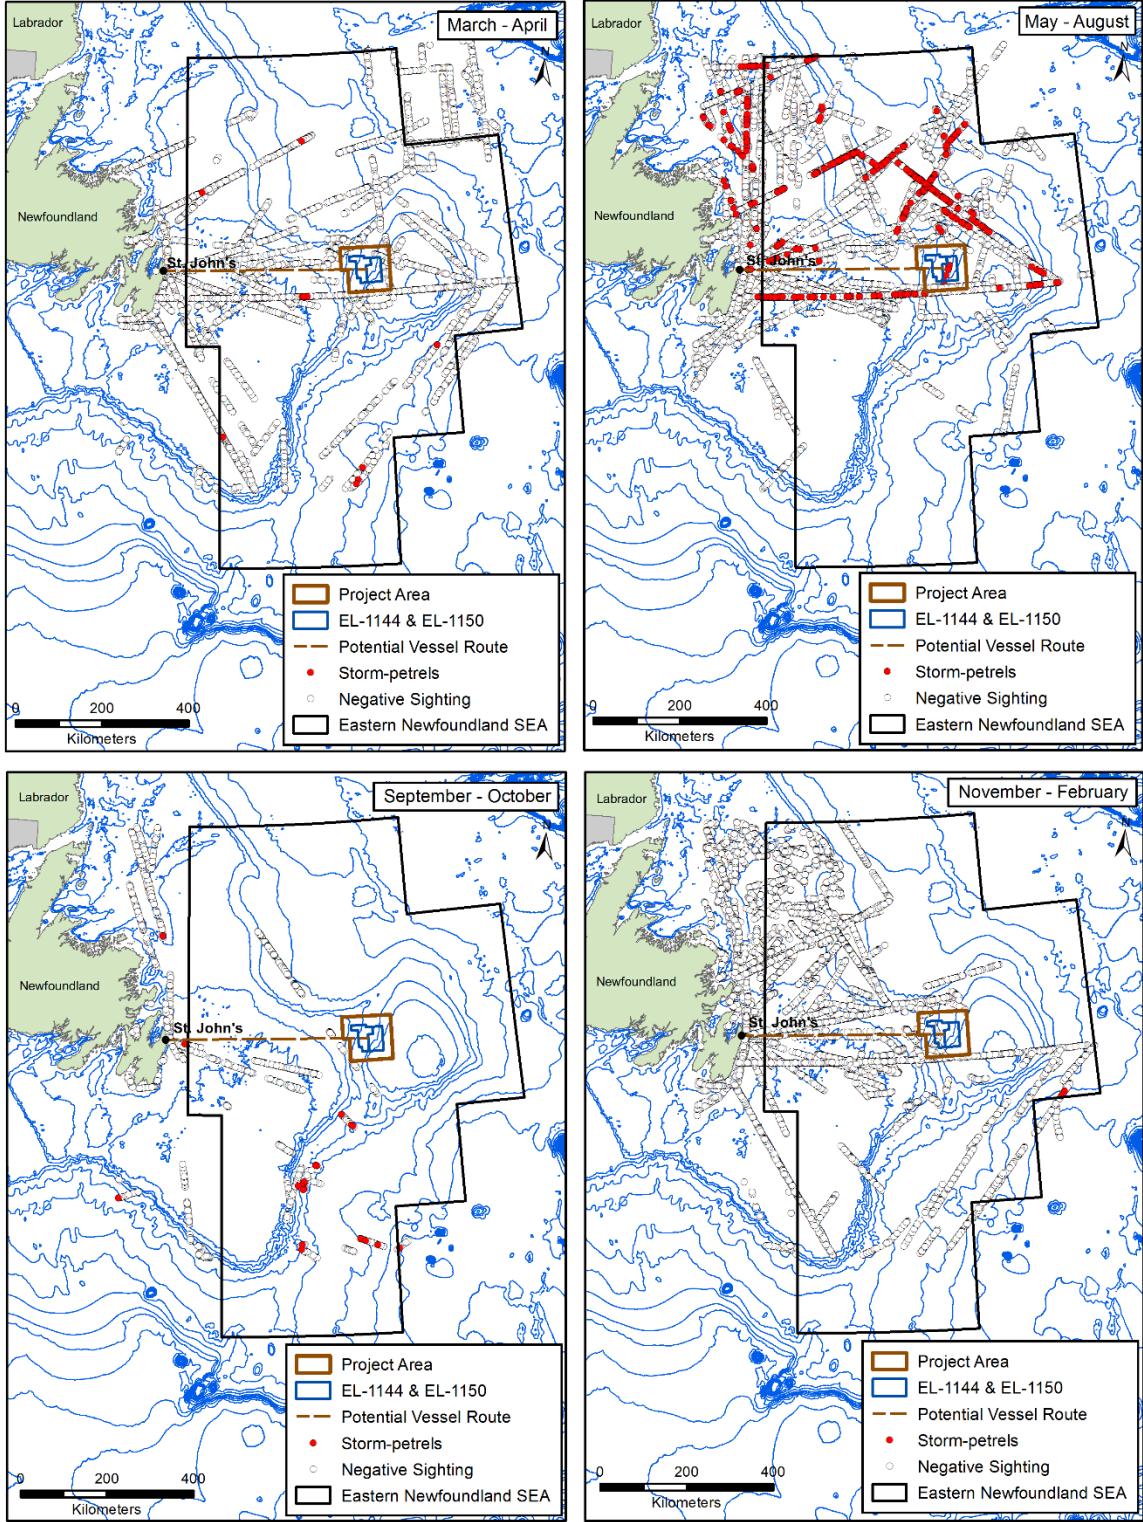 Labrador
March - April
N
Newfoundland
St. John's
Project Area
EL-1144 & EL-1150
Potential Vessel Route
Storm-petrels
Negative Sighting
Eastern Newfoundland SEA
0 200 400
Kilometers
Labrador
May - August
N
Newfoundland
St. John's
Project Area
EL-1144 & EL-1150
Potential Vessel Route
Storm-petrels
Negative Sighting
Eastern Newfoundland SEA
0 200 400
Kilometers
Labrador
September - October
N
Newfoundland
St. John's
Project Area
EL-1144 & EL-1150
Potential Vessel Route
Storm-petrels
Negative Sighting
Eastern Newfoundland SEA
0 200 400
Kilometers
Labrador
November - February
N
Newfoundland
St. John's
Project Area
EL-1144 & EL-1150
Potential Vessel Route
Storm-petrels
Negative Sighting
Eastern Newfoundland SEA
0 200 400
Kilometers